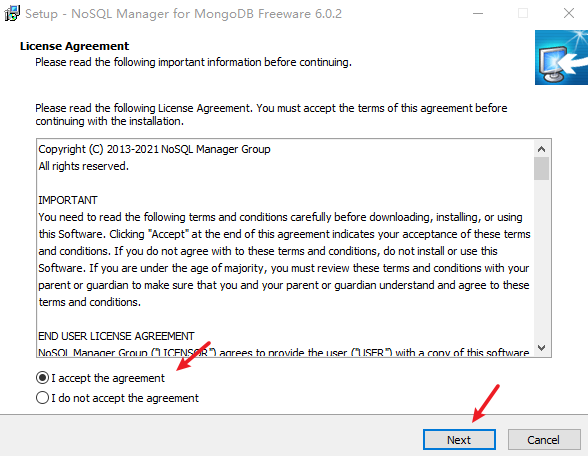 Setup - NoSQL Manager for MongoDB Freeware 6.0.2
License Agreement
Please read the following important information before continuing.
Please read the following License Agreement. You must accept the terms of this agreement before
continuing with the installation.
Copyright (C) 2013-2021 NoSQL Manager Group
All rights reserved.
IMPORTANT
You need to read the following terms and conditions carefully before downloading, installing, or using
this Software. Clicking "Accept" at the end of this agreement indicates your acceptance of these terms
and conditions. If you do not agree with to these terms and conditions, do not install or use this
Software. If you are under the age of majority, you must review these terms and conditions with your
parent or guardian to make sure that you and your parent or guardian understand and agree to these
terms and conditions.
END USER LICENSE AGREEMENT
NoSQL Manager Group ("LICENSOR") agrees to provide the user ("USER") with a copy of this software
I accept the agreement
I do not accept the agreement
Next
Cancel